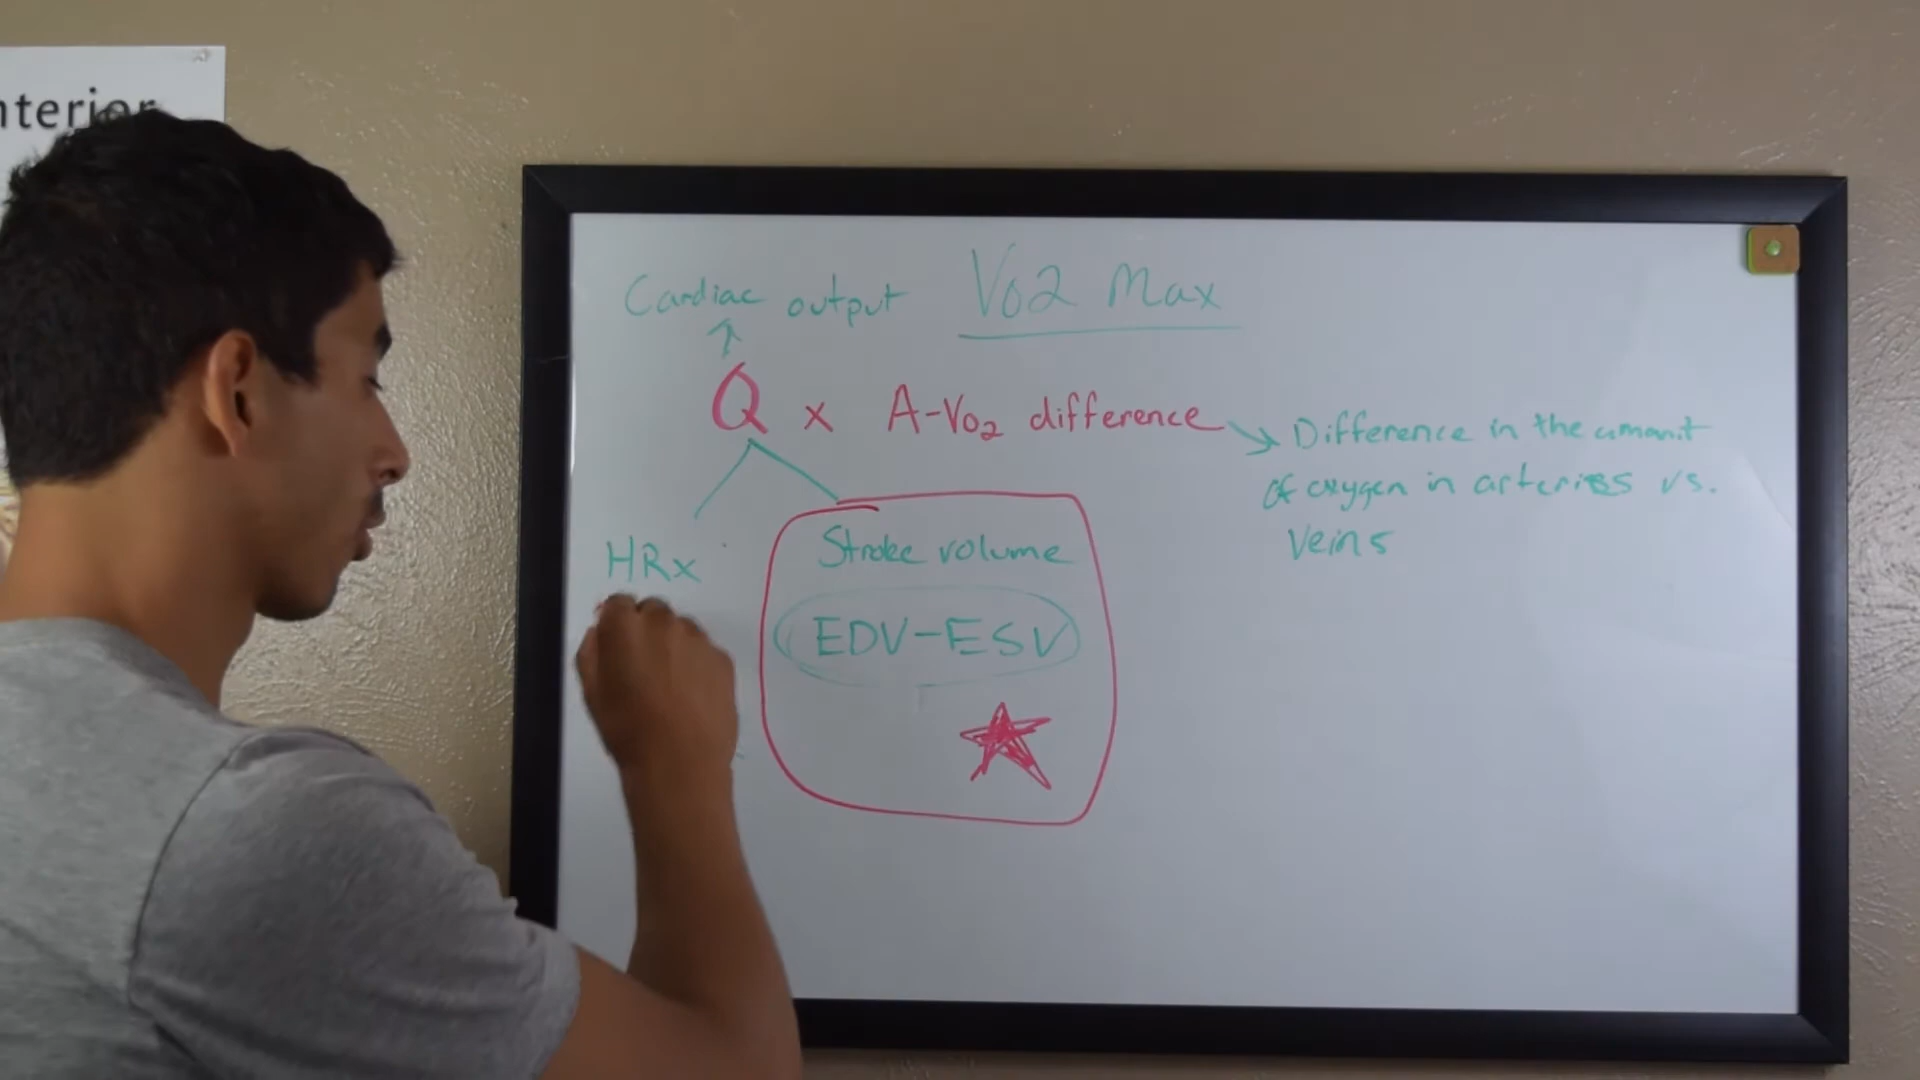 nterior
Cardiac output Vo2 Max
Q x A-Vo2 difference
Difference in the amount
of oxygen in arteries vs.
veins
HRx
Stroke volume
EDV-ESV